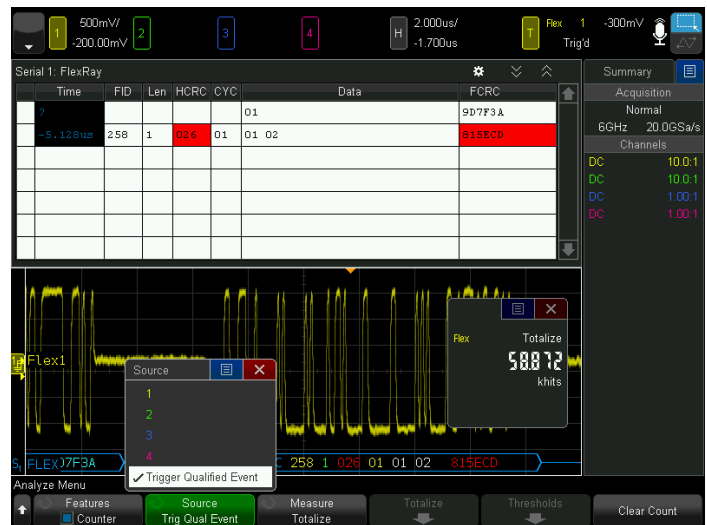 1 500mV/ -200.00mV 2 3 4 H 2.000us/ -1.700us T Flex 1 -300mV Trig'd
Serial 1: FlexRay
Time FID Len HCRC CYC Data FCRC
? 01 9D7F3A
-5.128us 258 1 026 01 01 02 815ECD
Summary
Acquisition
Normal
6GHz 20.0GSa/s
Channels
DC 10.0:1
DC 10.0:1
DC 1.00:1
DC 1.00:1
Flex1
Flex Totalize
58.872
khits
Source
1
2
3
4
Trigger Qualified Event
S1 FLEX 7F3A 258 1 026 01 01 02 815ECD
Analyze Menu
Features
Counter
Source
Trig Qual Event
Measure
Totalize
Totalize
Thresholds
Clear Count